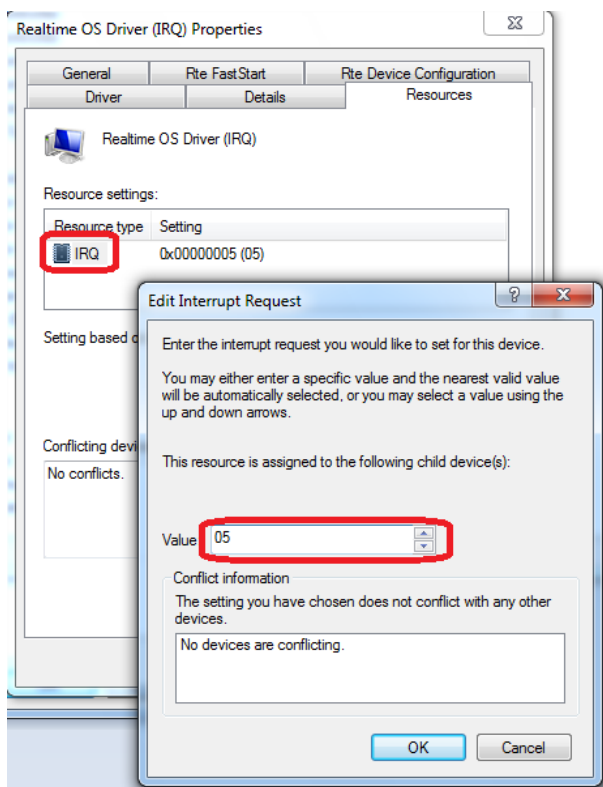 Realtime OS Driver (IRQ) Properties
General Rte FastStart Rte Device Configuration
Driver Details Resources
Realtime OS Driver (IRQ)
Resource settings:
Resource type Setting
IRQ 0x00000005 (05)
Edit Interrupt Request
Setting based
Enter the interrupt request you would like to set for this device.
You may either enter a specific value and the nearest valid value
will be automatically selected, or you may select a value using the
up and down arrows.
Conflicting devi
No conflicts.
This resource is assigned to the following child device(s):
Value 05
Conflict information
The setting you have chosen does not conflict with any other
devices.
No devices are conflicting.
OK Cancel